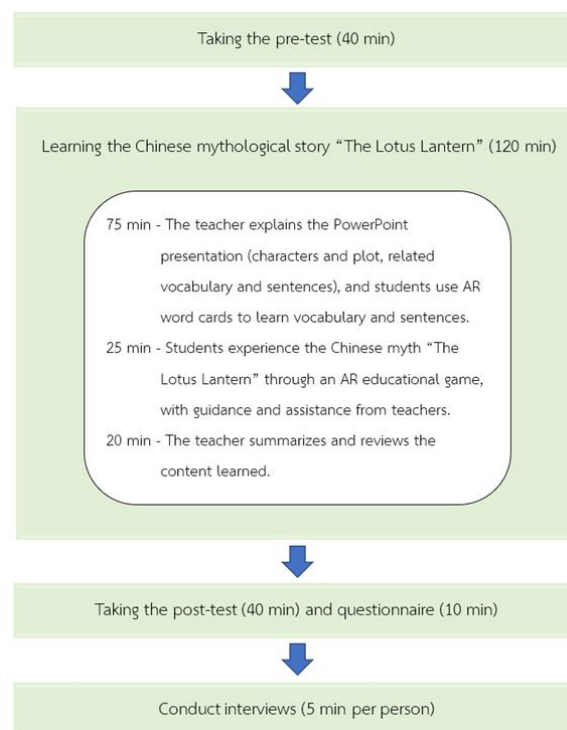 Taking the pre-test (40 min)
Learning the Chinese mythological story “The Lotus Lantern” (120 min)
75 min - The teacher explains the PowerPoint
presentation (characters and plot, related
vocabulary and sentences), and students use AR
word cards to learn vocabulary and sentences.
25 min - Students experience the Chinese myth “The
Lotus Lantern” through an AR educational game,
with guidance and assistance from teachers.
20 min - The teacher summarizes and reviews the
content learned.
Taking the post-test (40 min) and questionnaire (10 min)
Conduct interviews (5 min per person)